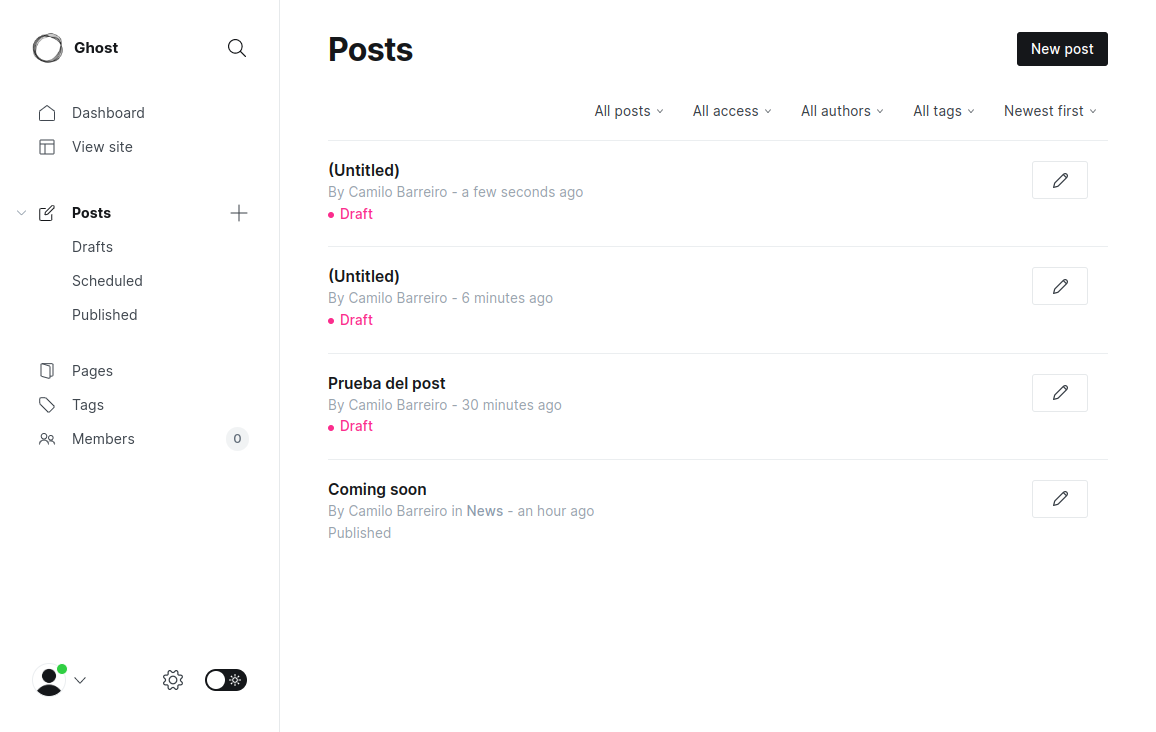 Ghost
Dashboard
View site
Posts
Drafts
Scheduled
Published
Pages
Tags
Members 0
Posts
New post
All posts All access All authors All tags Newest first
(Untitled)
By Camilo Barreiro - a few seconds ago
Draft
(Untitled)
By Camilo Barreiro - 6 minutes ago
Draft
Prueba del post
By Camilo Barreiro - 30 minutes ago
Draft
Coming soon
By Camilo Barreiro in News - an hour ago
Published